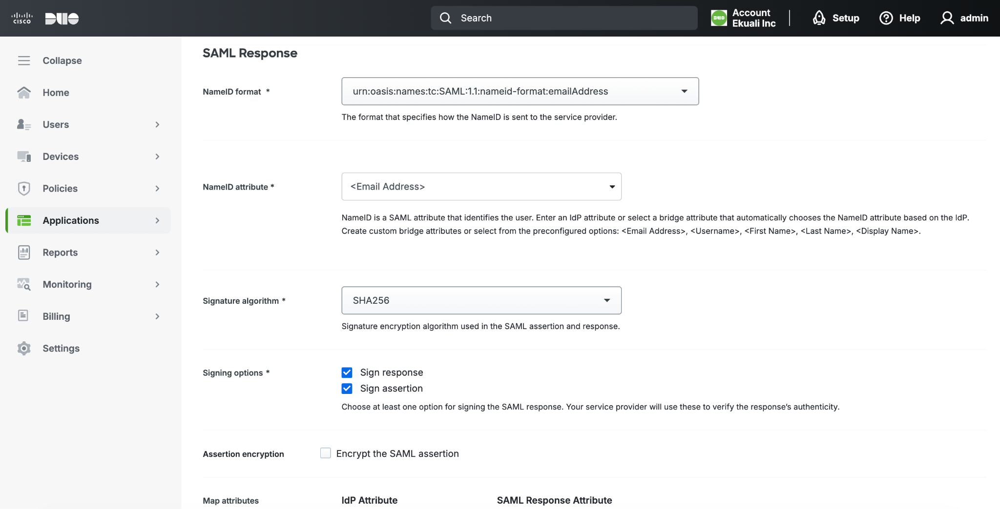 CISCO DUO
Search
Account
Ekuali Inc
Setup
Help
admin
Collapse
Home
Users
Devices
Policies
Applications
Reports
Monitoring
Billing
Settings
SAML Response
NameID format *
urn:oasis:names:tc:SAML:1.1:nameid-format:emailAddress
The format that specifies how the NameID is sent to the service provider.
NameID attribute *
<Email Address>
NameID is a SAML attribute that identifies the user. Enter an IdP attribute or select a bridge attribute that automatically chooses the NameID attribute based on the IdP.
Create custom bridge attributes or select from the preconfigured options: <Email Address>, <Username>, <First Name>, <Last Name>, <Display Name>.
Signature algorithm *
SHA256
Signature encryption algorithm used in the SAML assertion and response.
Signing options *
Sign response
Sign assertion
Choose at least one option for signing the SAML response. Your service provider will use these to verify the response’s authenticity.
Assertion encryption
Encrypt the SAML assertion
Map attributes
IdP Attribute
SAML Response Attribute